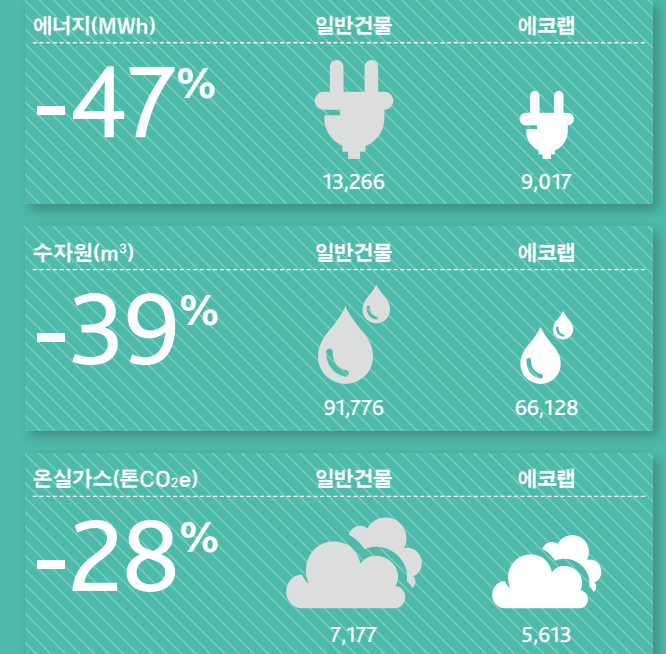 에너지(MWh) 일반건물 에코랩
-47%
13,266 9,017
수자원(m³) 일반건물 에코랩
-39%
91,776 66,128
온실가스(톤CO₂e) 일반건물 에코랩
-28%
7,177 5,613